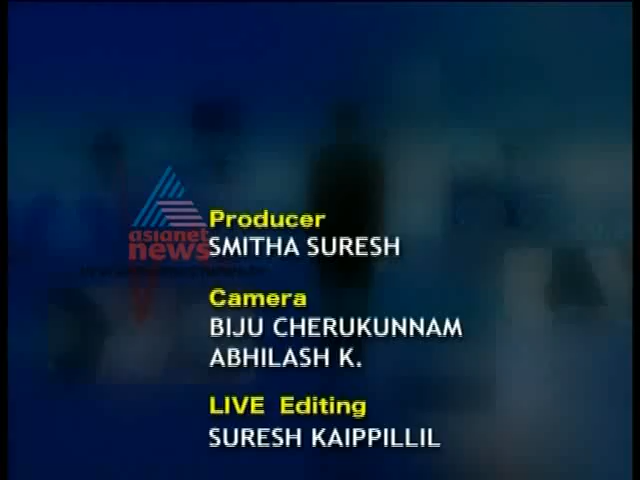 Producer
asianet
news
SMITHA SURESH
Camera
BIJU CHERUKUNNAM
ABHILASH K.
LIVE Editing
SURESH KAIPPILLIL